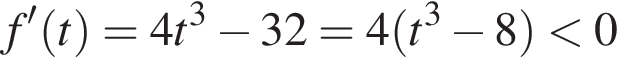 f′(t) = 4t³ − 32 = 4(t³ − 8) < 0